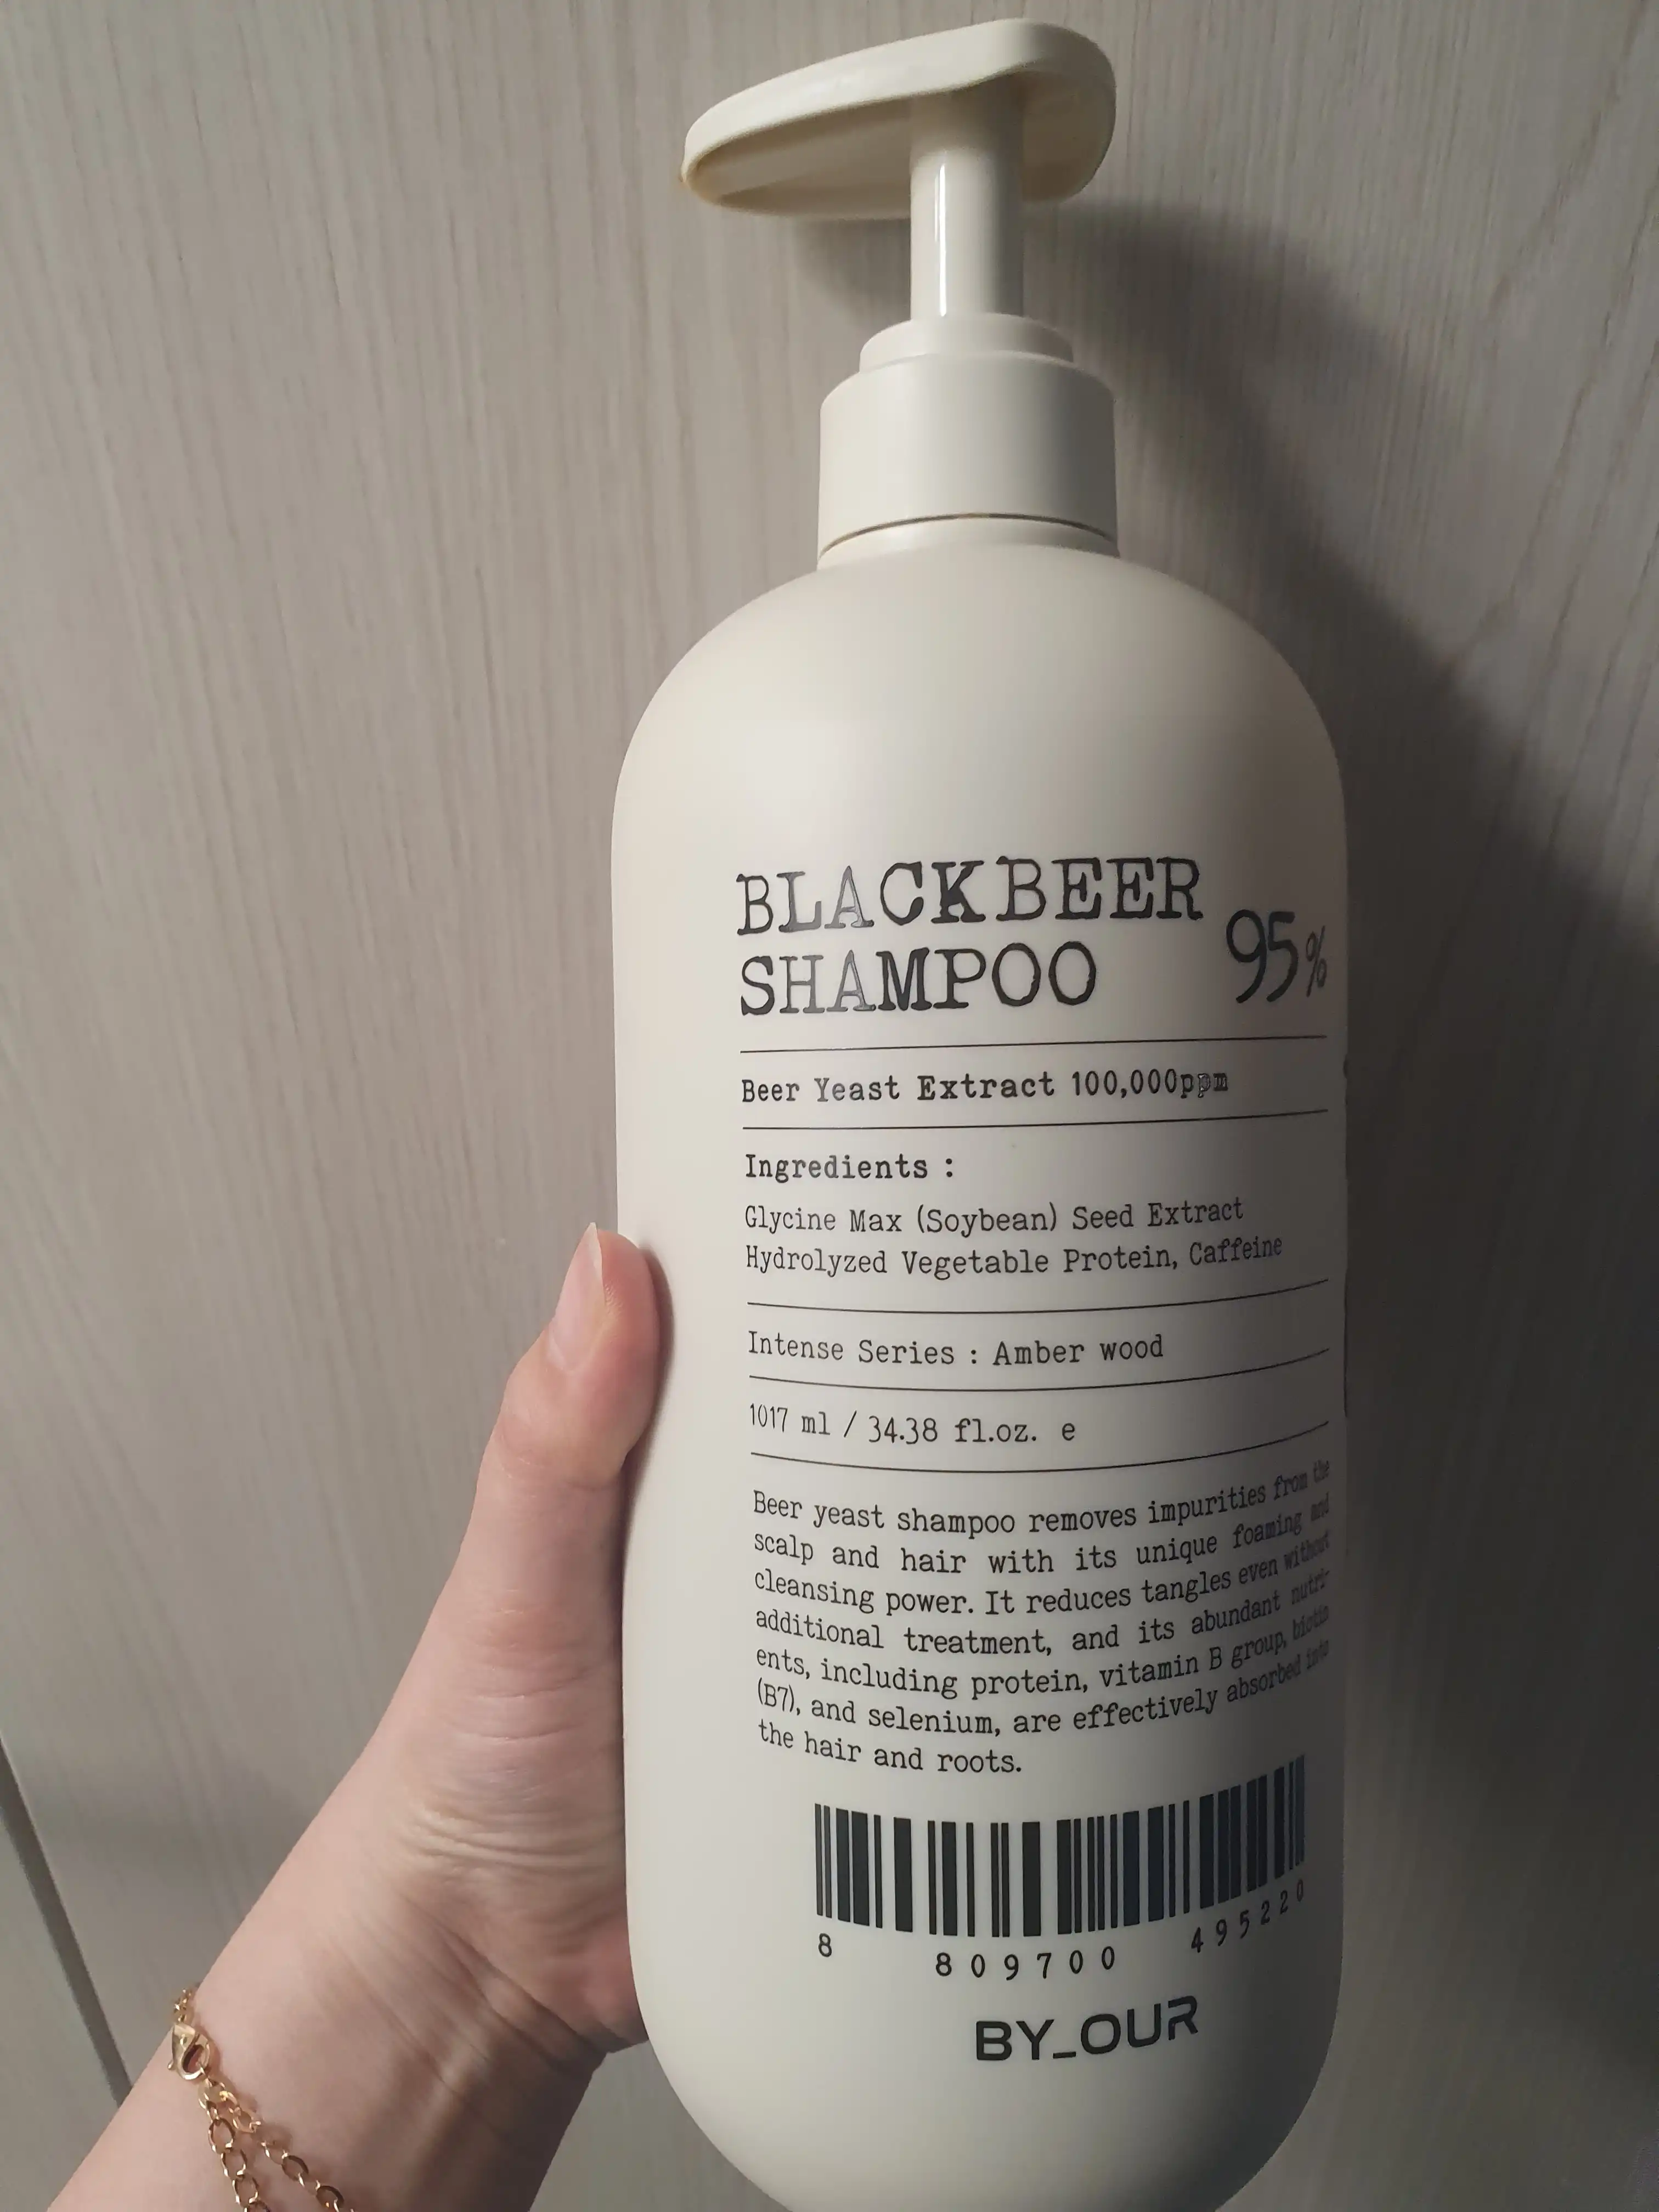 BLACKBEER
SHAMPOO 95%
Beer Yeast Extract 100,000ppm
Ingredients :
Glycine Max (Soybean) Seed Extract
Hydrolyzed Vegetable Protein, Caffeine
Intense Series : Amber wood
1017 ml / 34.38 fl.oz. e
Beer yeast shampoo removes impurities from the
scalp and hair with its unique foaming and
cleansing power. It reduces tangles even without
additional treatment, and its abundant nutri-
ents, including protein, vitamin B group, biotin
(B7), and selenium, are effectively absorbed into
the hair and roots.
8 809700 495220
BY_OUR